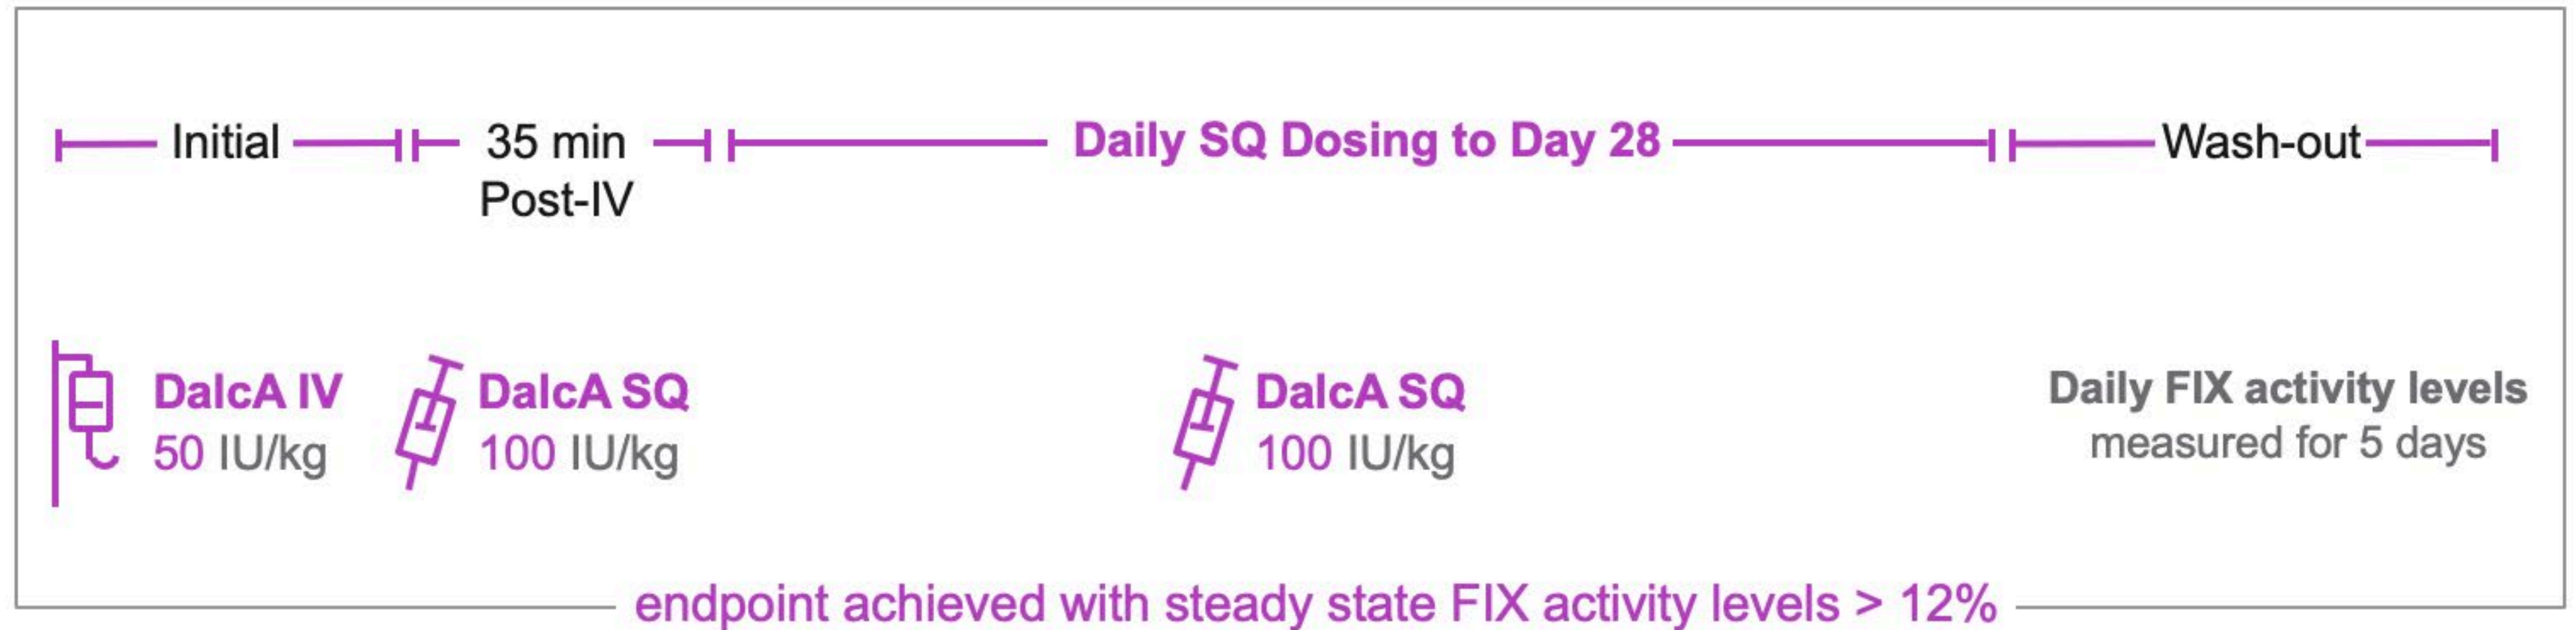 Initial
35 min
Post-IV
Daily SQ Dosing to Day 28
Wash-out
DalcA IV
50 IU/kg
DalcA SQ
100 IU/kg
DalcA SQ
100 IU/kg
Daily FIX activity levels
measured for 5 days
endpoint achieved with steady state FIX activity levels > 12%